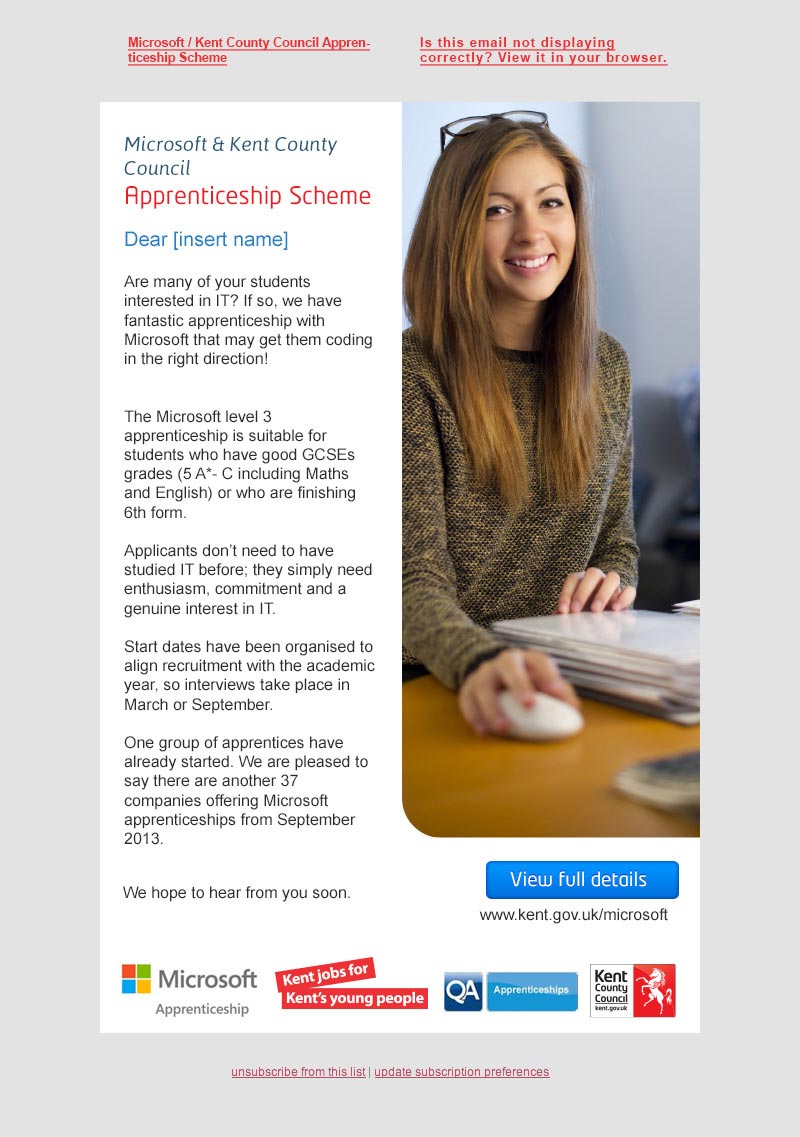 Microsoft / Kent County Council Appren-
ticeship Scheme
Is this email not displaying
correctly? View it in your browser.
Microsoft & Kent County
Council
Apprenticeship Scheme
Dear [insert name]
Are many of your students
interested in IT? If so, we have
fantastic apprenticeship with
Microsoft that may get them coding
in the right direction!
The Microsoft level 3
apprenticeship is suitable for
students who have good GCSEs
grades (5 A*- C including Maths
and English) or who are finishing
6th form.
Applicants don't need to have
studied IT before; they simply need
enthusiasm, commitment and a
genuine interest in IT.
Start dates have been organised to
align recruitment with the academic
year, so interviews take place in
March or September.
One group of apprentices have
already started. We are pleased to
say there are another 37
companies offering Microsoft
apprenticeships from September
2013.
We hope to hear from you soon.
View full details
www.kent.gov.uk/microsoft
Microsoft
Apprenticeship
Kent jobs for
Kent's young people
QA
Apprenticeships
Kent
County
Council
kent.gov.uk
unsubscribe from this list | update subscription preferences